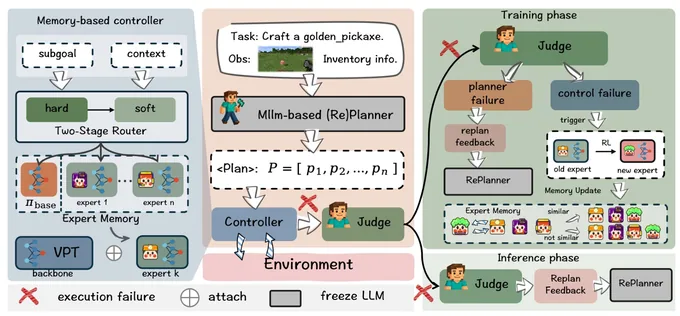 Memory-based controller
subgoal
context
hard
soft
Two-Stage Router
πbase
expert 1
expert n
Expert Memory
VPT
backbone
expert k
Task: Craft a golden_pickaxe.
Obs:
Inventory info.
Mllm-based (Re)Planner
<Plan>: P = [ p1, p2, ..., pn ]
Controller
Judge
Environment
Training phase
Judge
planner
failure
control failure
replan
feedback
trigger
RL
old expert
new expert
RePlanner
Memory Update
Expert Memory
similar
not similar
Inference phase
Judge
Replan
Feedback
RePlanner
execution failure
attach
freeze LLM